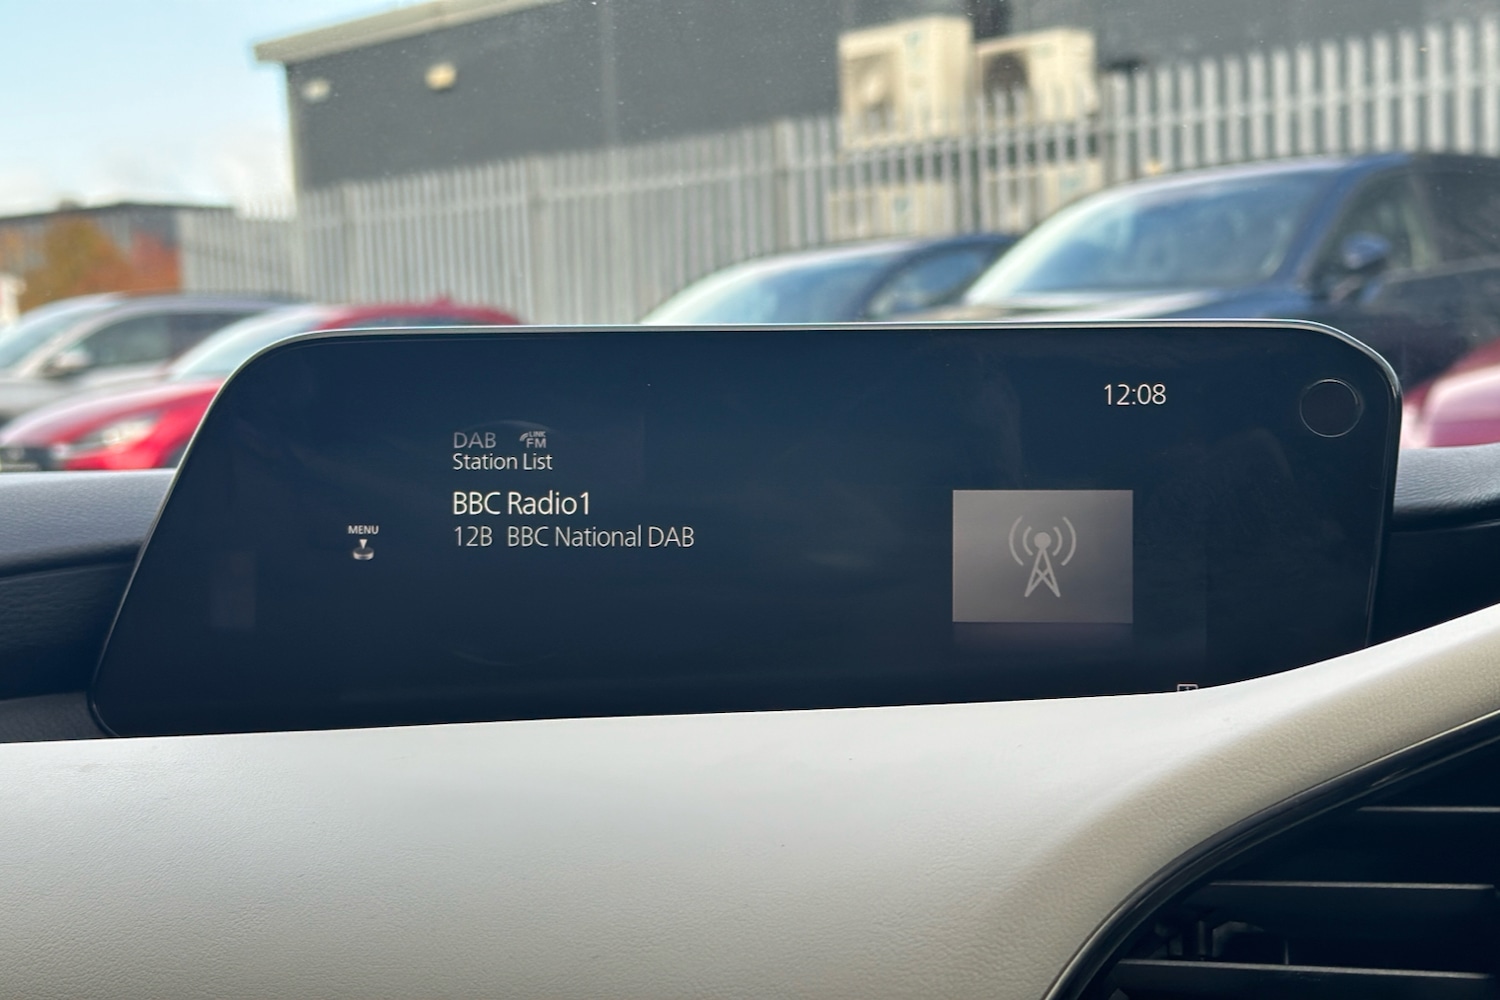 12:08
DAB LINK FM
Station List
BBC Radio1
12B BBC National DAB
MENU